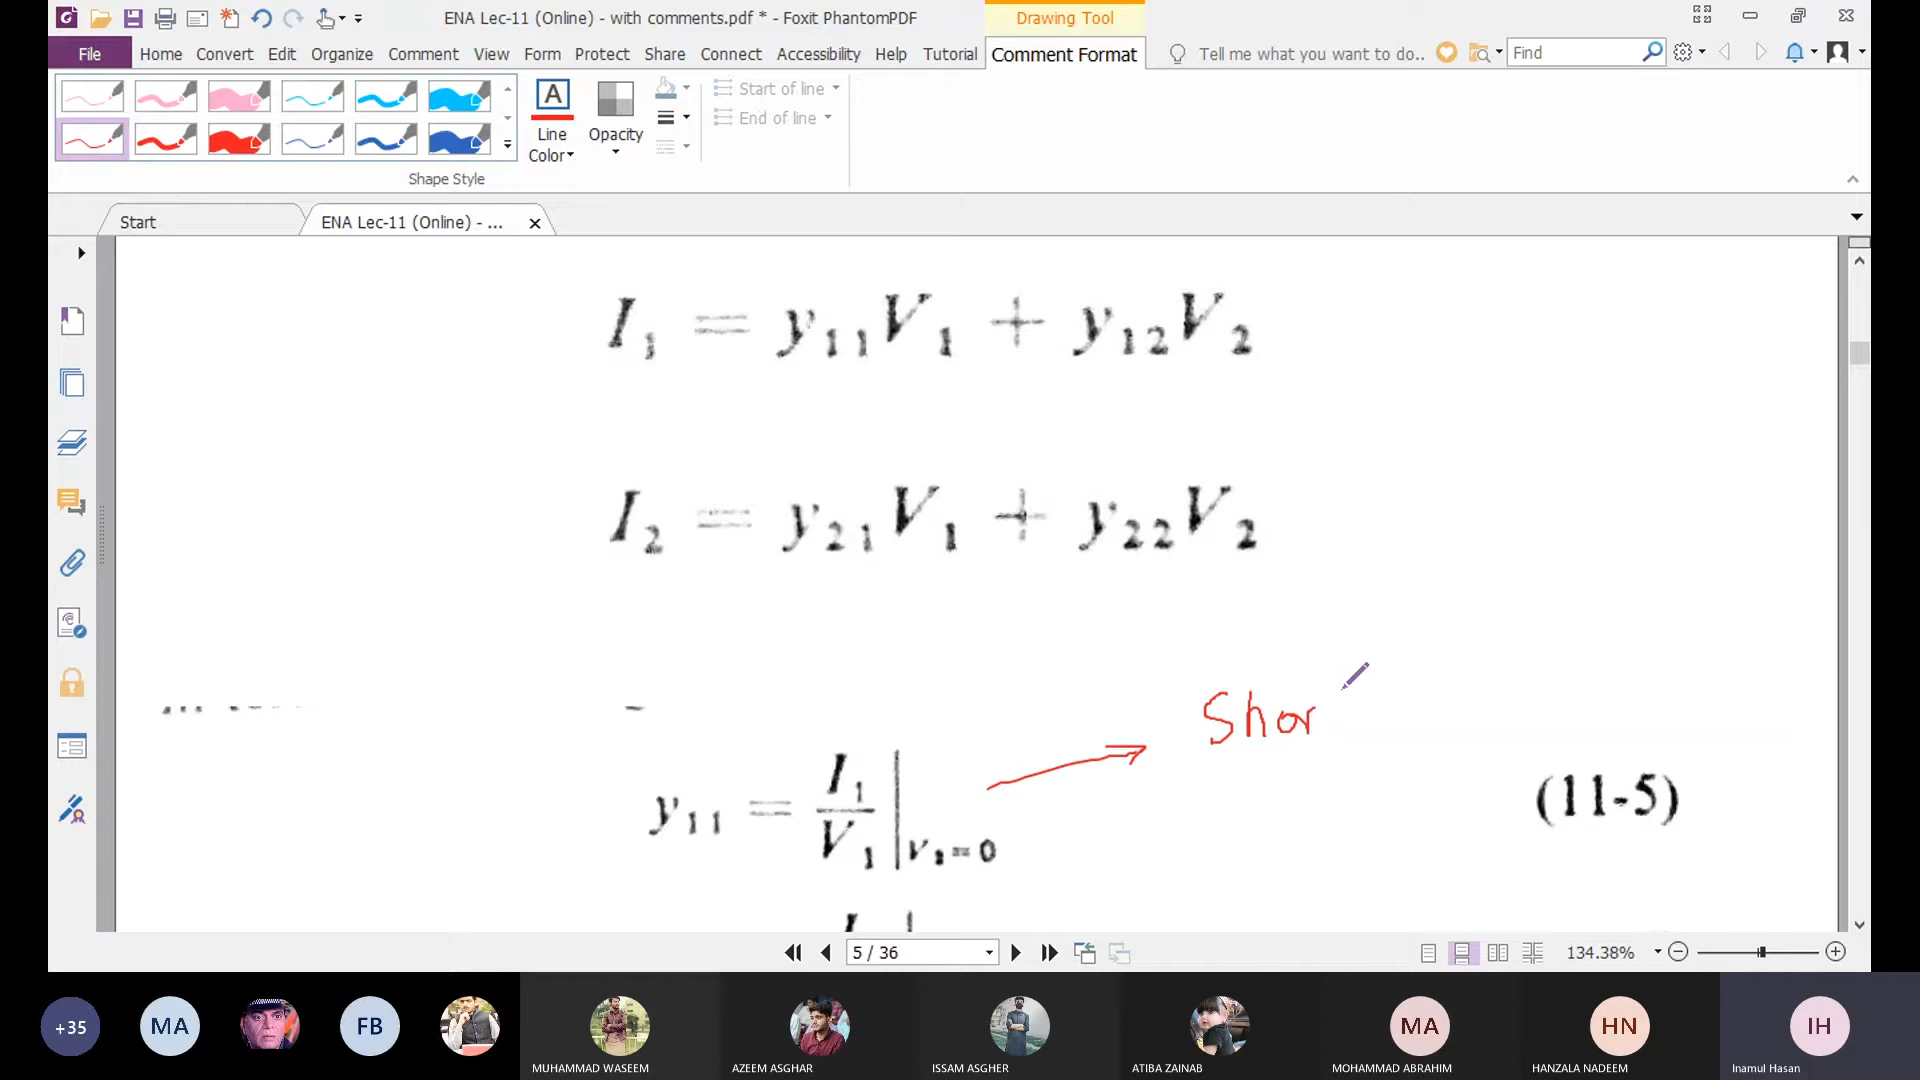 ENA Lec-11 (Online) - with comments.pdf * - Foxit PhantomPDF
Drawing Tool
File Home Convert Edit Organize Comment View Form Protect Share Connect Accessibility Help Tutorial Comment Format Tell me what you want to do.. Find
Start of line
End of line
A
Line
Color
Opacity
Shape Style
Start
ENA Lec-11 (Online) - ...
I₁ = y₁₁V₁ + y₁₂V₂
I₂ = y₂₁V₁ + y₂₂V₂
Shor
y₁₁ = I₁/V₁ |V₂=0
(11-5)
5 / 36
134.38%
+35
MA
FB
MA
HN
IH
MUHAMMAD WASEEM
AZEEM ASGHAR
ISSAM ASGHER
ATIBA ZAINAB
MOHAMMAD ABRAHIM
HANZALA NADEEM
Inamul Hasan